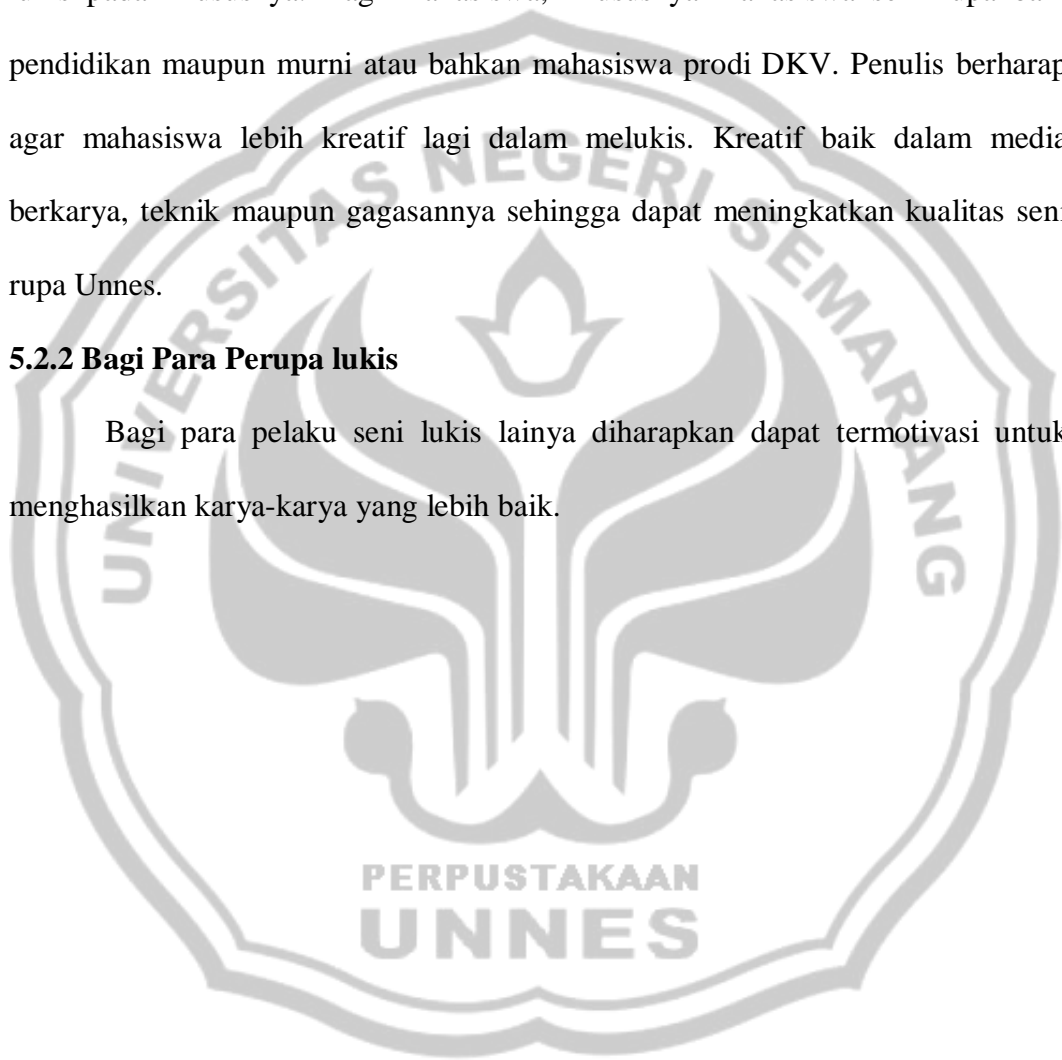 pendidikan maupun murni atau bahkan mahasiswa prodi DKV. Penulis berharap
agar mahasiswa lebih kreatif lagi dalam melukis. Kreatif baik dalam media
berkarya, teknik maupun gagasannya sehingga dapat meningkatkan kualitas seni
rupa Unnes.
5.2.2 Bagi Para Perupa lukis
Bagi para pelaku seni lukis lainya diharapkan dapat termotivasi untuk
menghasilkan karya-karya yang lebih baik.
UNIVERSITAS NEGERI SEMARANG
PERPUSTAKAAN
UNNES